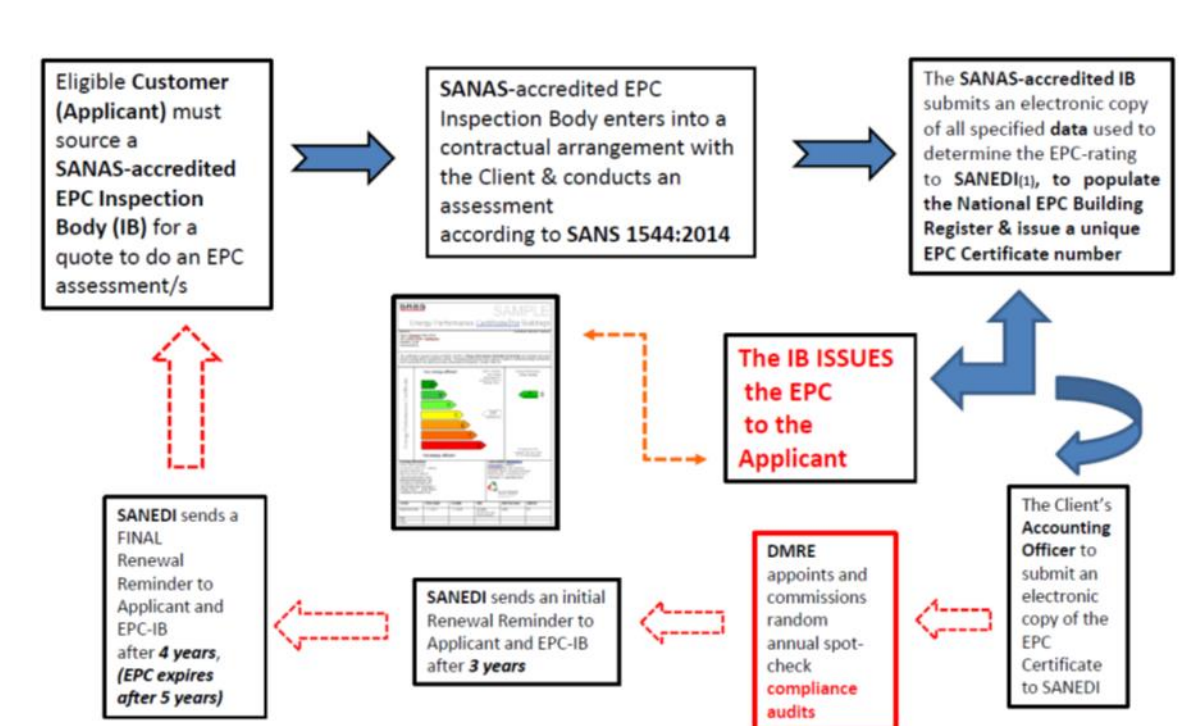 Eligible Customer
(Applicant) must
source a
SANAS-accredited
EPC Inspection
Body (IB) for a
quote to do an EPC
assessment/s
SANAS-accredited EPC
Inspection Body enters into a
contractual arrangement with
the Client & conducts an
assessment
according to SANS 1544:2014
The SANAS-accredited IB
submits an electronic copy
of all specified data used to
determine the EPC-rating
to SANEDI(1), to populate
the National EPC Building
Register & issue a unique
EPC Certificate number
SAMPLE
Energy Performance Certificate for Buildings
The IB ISSUES
the EPC
to the
Applicant
The Client's
Accounting
Officer to
submit an
electronic
copy of the
EPC
Certificate
to SANEDI
DMRE
appoints and
commissions
random
annual spot-
check
compliance
audits
SANEDI sends an initial
Renewal Reminder to
Applicant and EPC-IB
after 3 years
SANEDI sends a
FINAL
Renewal
Reminder to
Applicant and
EPC-IB
after 4 years,
(EPC expires
after 5 years)